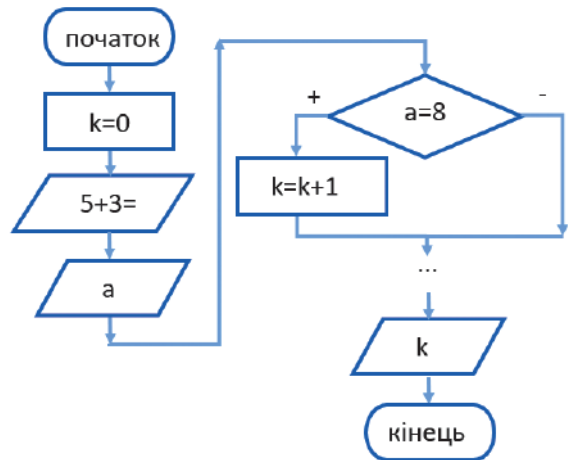 початок
k=0
5+3=
a
a=8
+
-
k=k+1
...
k
кінець